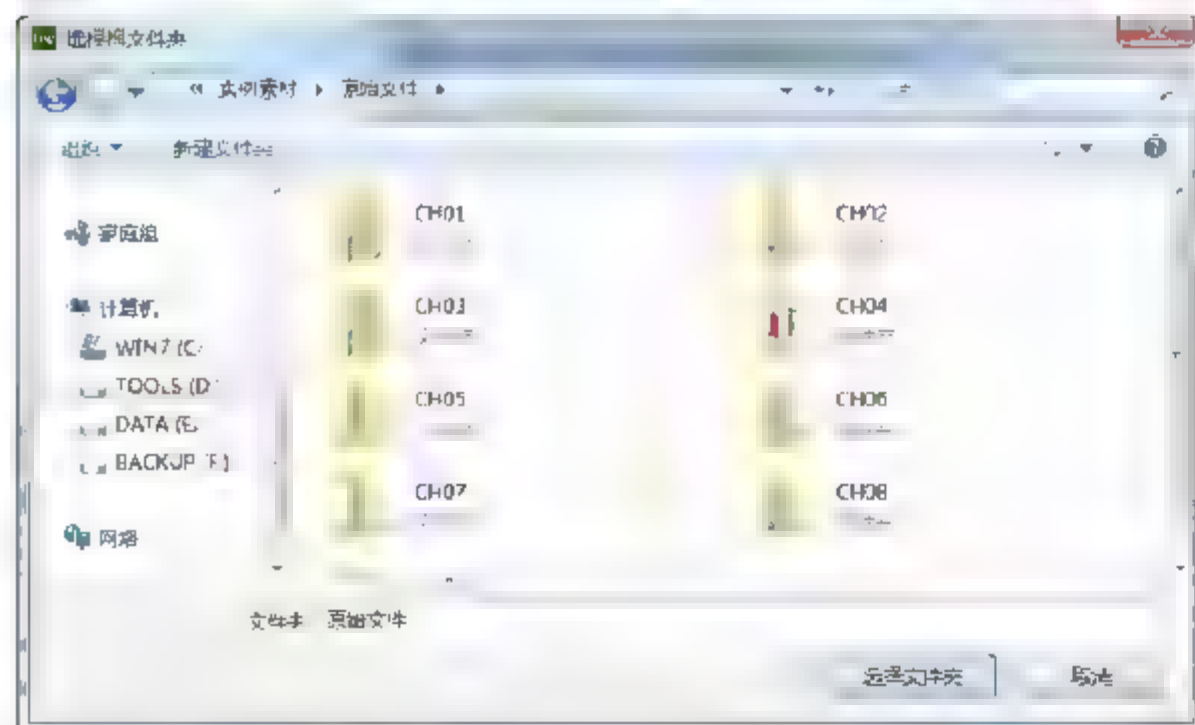 选择根文件夹
« 实例素材 ▸ 原始文件 ▸
组织 新建文件夹
家庭组
计算机
WIN7 (C:
TOOLS (D:
DATA (E:
BACKUP (F:)
网络
CH01
CH02
CH03
CH04
CH05
CH06
CH07
CH08
文件夹 原始文件
选择文件夹 取消